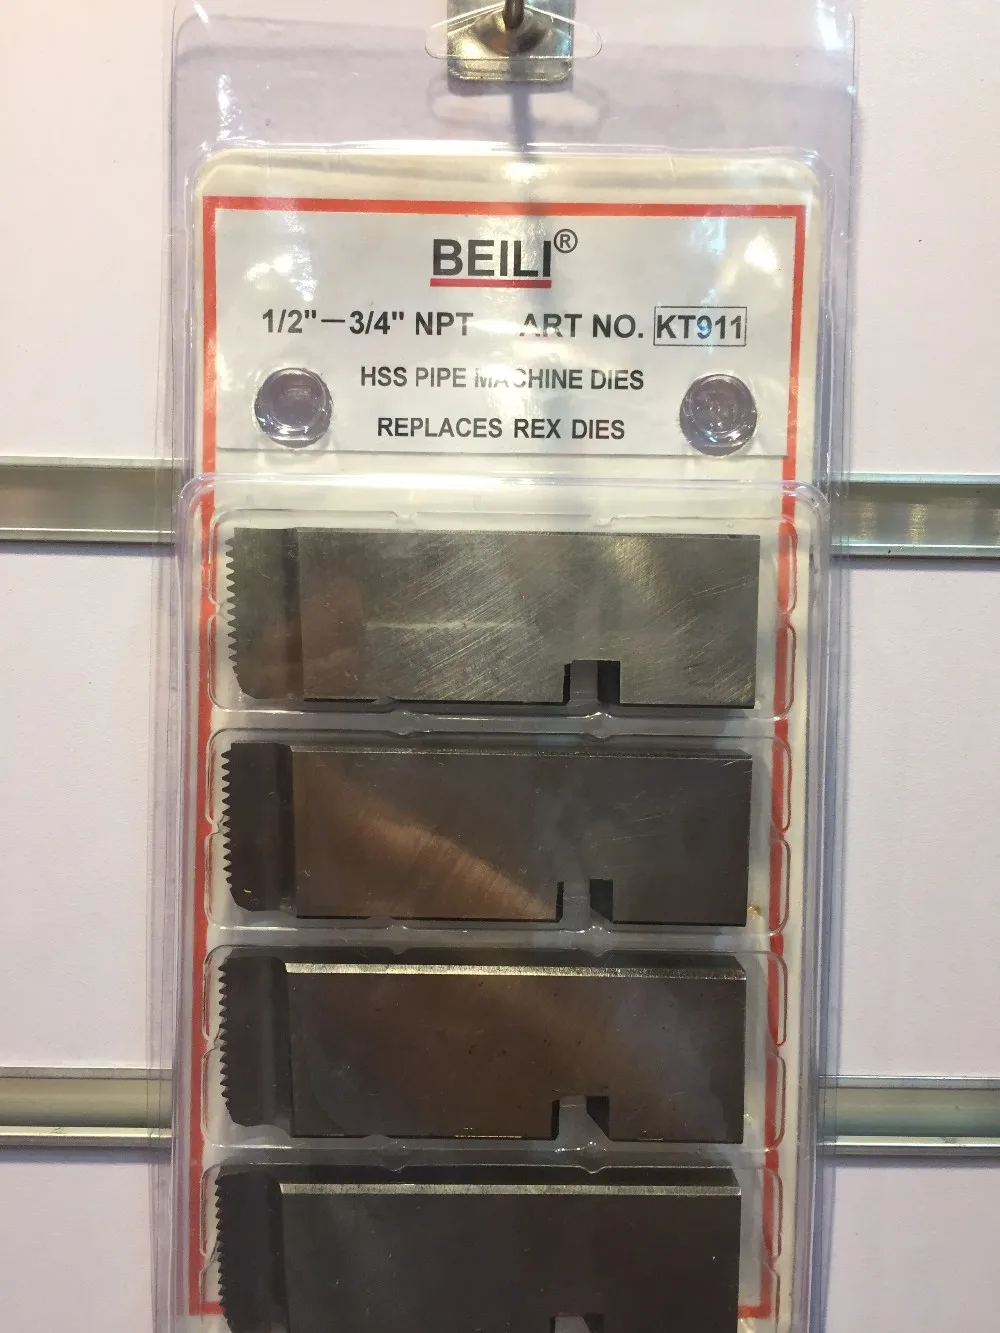 BEILI®
1/2"—3/4" NPT ART NO. KT911
HSS PIPE MACHINE DIES
REPLACES REX DIES